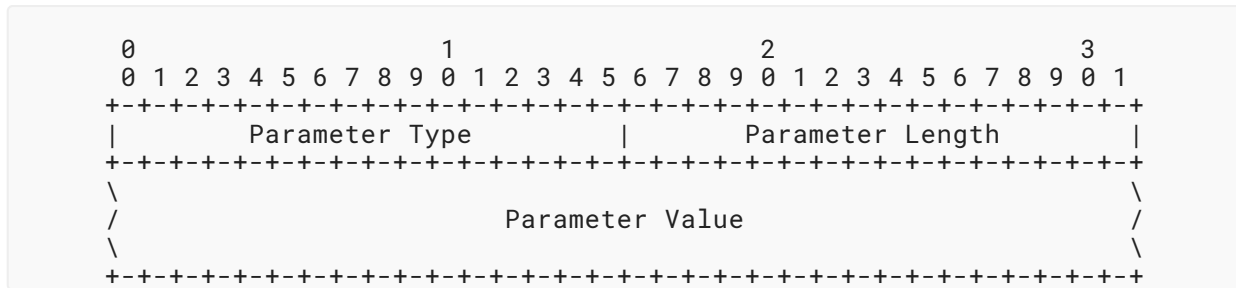 0                   1                   2                   3
 0 1 2 3 4 5 6 7 8 9 0 1 2 3 4 5 6 7 8 9 0 1 2 3 4 5 6 7 8 9 0 1
+-+-+-+-+-+-+-+-+-+-+-+-+-+-+-+-+-+-+-+-+-+-+-+-+-+-+-+-+-+-+-+-+
|        Parameter Type         |       Parameter Length        |
+-+-+-+-+-+-+-+-+-+-+-+-+-+-+-+-+-+-+-+-+-+-+-+-+-+-+-+-+-+-+-+-+
\                                                               \
/                        Parameter Value                        /
\                                                               \
+-+-+-+-+-+-+-+-+-+-+-+-+-+-+-+-+-+-+-+-+-+-+-+-+-+-+-+-+-+-+-+-+